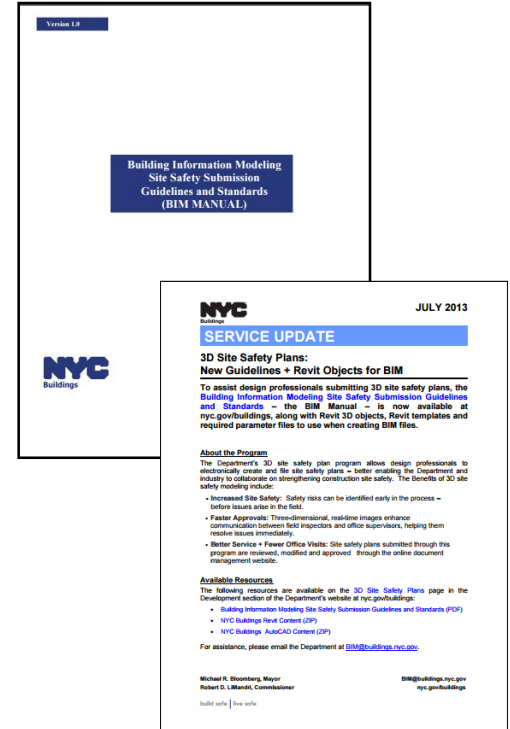 Version 1.0
Building Information Modeling
Site Safety Submission
Guidelines and Standards
(BIM MANUAL)
NYC
Buildings
NYC
Buildings
JULY 2013
SERVICE UPDATE
3D Site Safety Plans:
New Guidelines + Revit Objects for BIM
To assist design professionals submitting 3D site safety plans, the
Building Information Modeling Site Safety Submission Guidelines
and Standards – the BIM Manual – is now available at
nyc.gov/buildings, along with Revit 3D objects, Revit templates and
required parameter files to use when creating BIM files.
About the Program
The Department's 3D site safety plan program allows design professionals to
electronically create and file site safety plans – better enabling the Department and
industry to collaborate on strengthening construction site safety. The Benefits of 3D site
safety modeling include:
• Increased Site Safety: Safety risks can be identified early in the process –
before issues arise in the field.
• Faster Approvals: Three-dimensional, real-time images enhance
communication between field inspectors and office supervisors, helping them
resolve issues immediately.
• Better Service + Fewer Office Visits: Site safety plans submitted through this
program are reviewed, modified and approved through the online document
management website.
Available Resources
The following resources are available on the 3D Site Safety Plans page in the
Development section of the Department's website at nyc.gov/buildings:
• Building Information Modeling Site Safety Submission Guidelines and Standards (PDF)
• NYC Buildings Revit Content (ZIP)
• NYC Buildings AutoCAD Content (ZIP)
For assistance, please email the Department at BIM@buildings.nyc.gov.
Michael R. Bloomberg, Mayor
Robert D. LiMandri, Commissioner
BIM@buildings.nyc.gov
nyc.gov/buildings
build safe | live safe